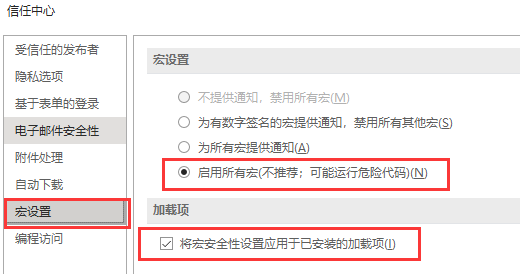 信任中心
受信任的发布者
隐私选项
基于表单的登录
电子邮件安全性
附件处理
自动下载
宏设置
编程访问
宏设置
不提供通知，禁用所有宏(M)
为有数字签名的宏提供通知，禁用所有其他宏(S)
为所有宏提供通知(A)
启用所有宏(不推荐；可能运行危险代码)(N)
加载项
将宏安全性设置应用于已安装的加载项(I)